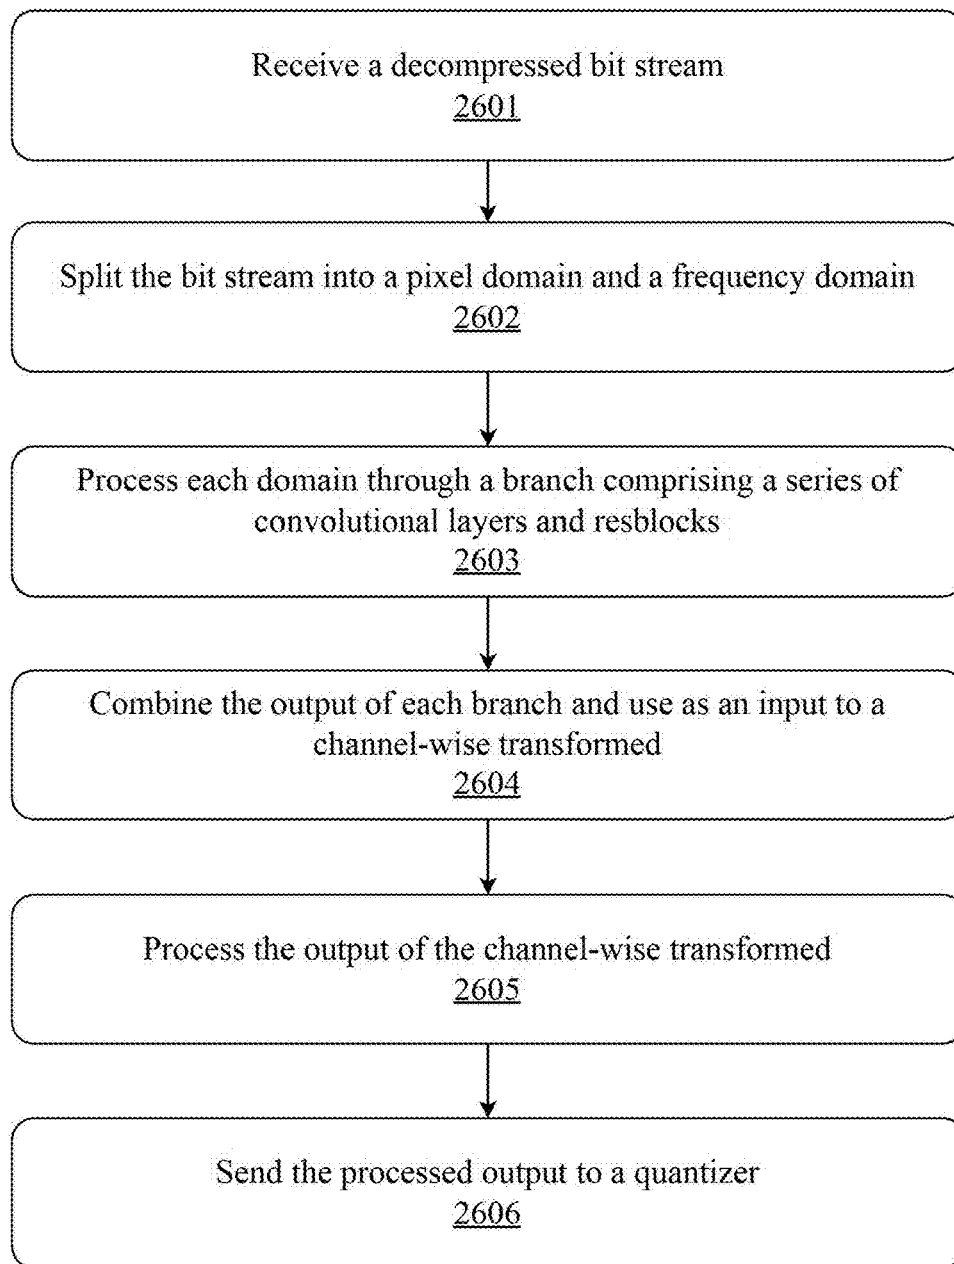 Receive a decompressed bit stream
2601
Split the bit stream into a pixel domain and a frequency domain
2602
Process each domain through a branch comprising a series of
convolutional layers and resblocks
2603
Combine the output of each branch and use as an input to a
channel-wise transformed
2604
Process the output of the channel-wise transformed
2605
Send the processed output to a quantizer
2606